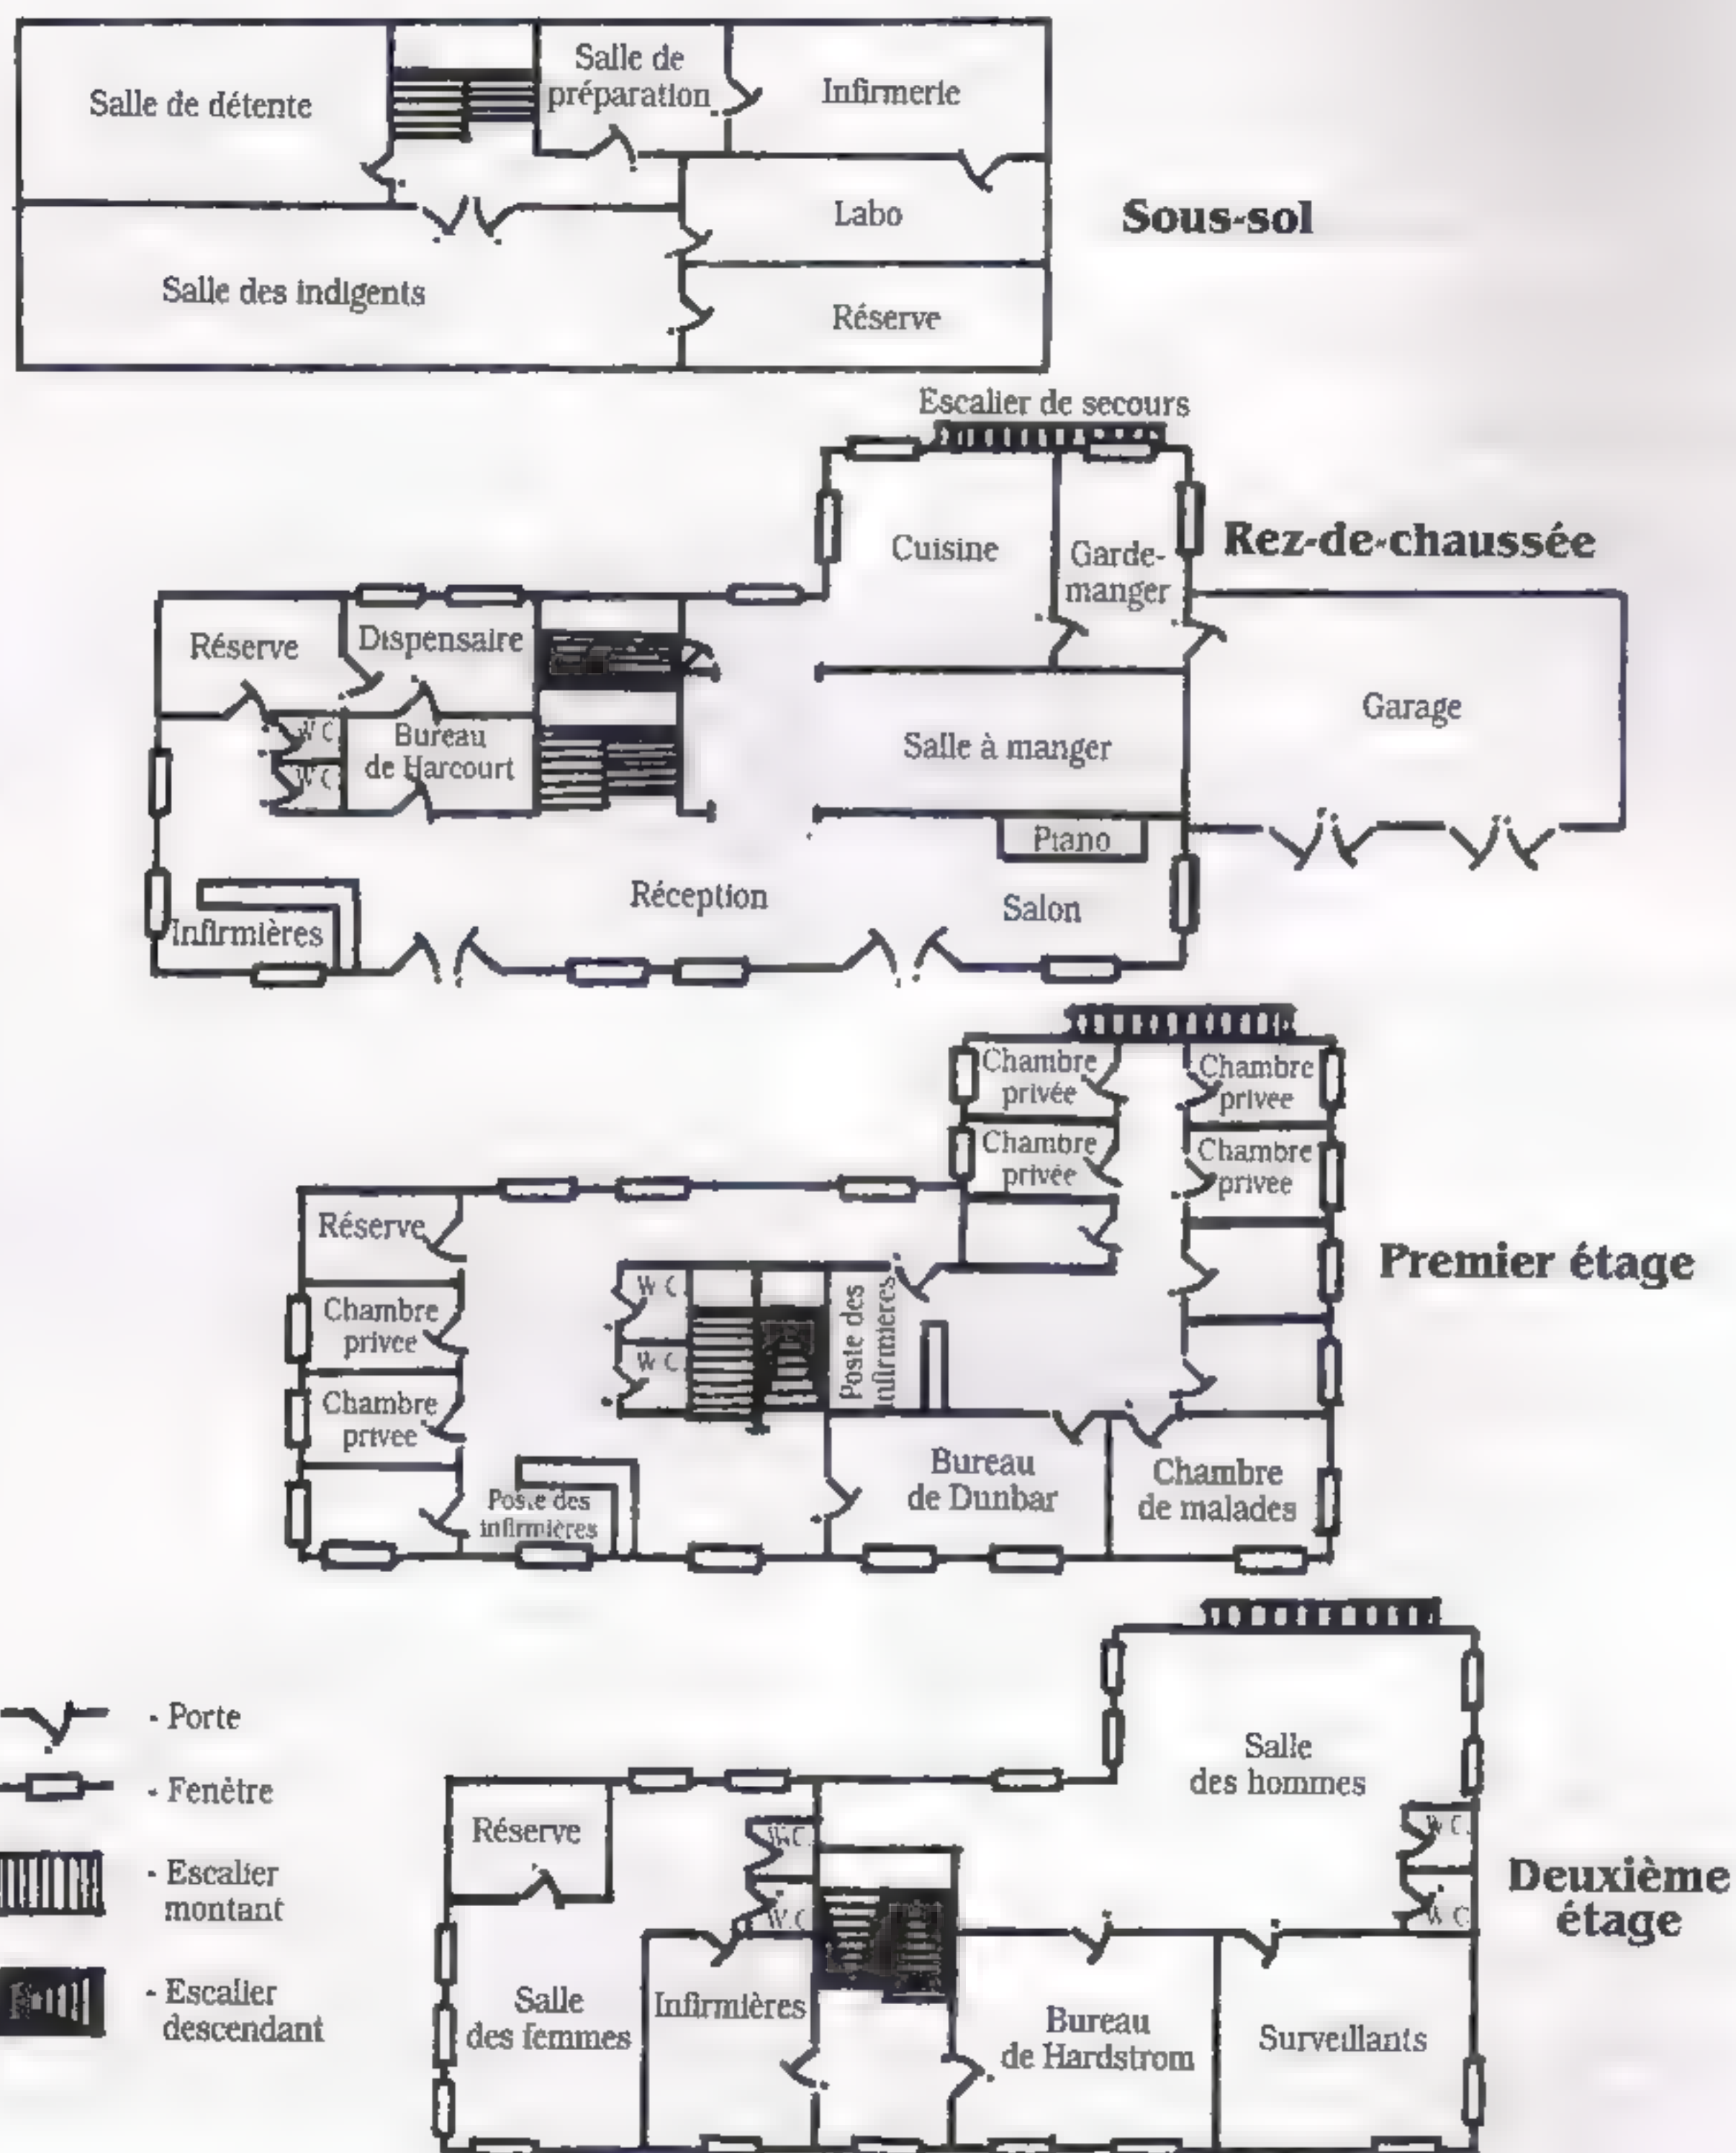 Salle de détente
Salle de
préparation
Infirmerie
Labo
Salle des indigents
Réserve
Sous-sol
Escalier de secours
Cuisine
Garde-
manger
Rez-de-chaussée
Réserve
Dispensaire
W C
W C
Bureau
de Harcourt
Salle à manger
Garage
Piano
Réception
Salon
Infirmières
Chambre
privée
Chambre
privee
Chambre
privée
Chambre
privee
Réserve
Chambre
privee
Chambre
privee
W C.
W C.
Poste des
infirmières
Premier étage
Bureau
de Dunbar
Chambre
de malades
Poste des
infirmières
- Porte
- Fenêtre
- Escalier
montant
- Escalier
descendant
Salle
des hommes
Réserve
W.C.
W.C
W C.
W C
Deuxième
étage
Salle
des femmes
Infirmières
Bureau
de Hardstrom
Surveillants